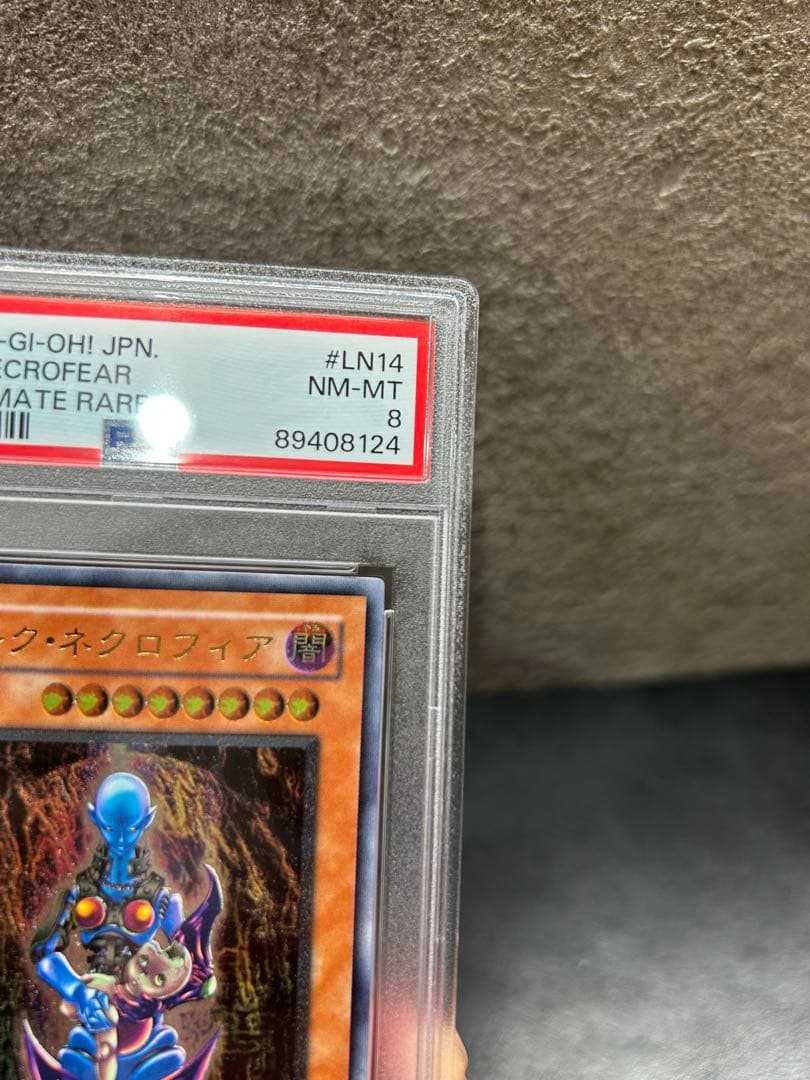 -GI-OH! JPN. #LN14
ECROFEAR NM-MT
MATE RARE 8
89408124
ク・ネクロフィア 闇